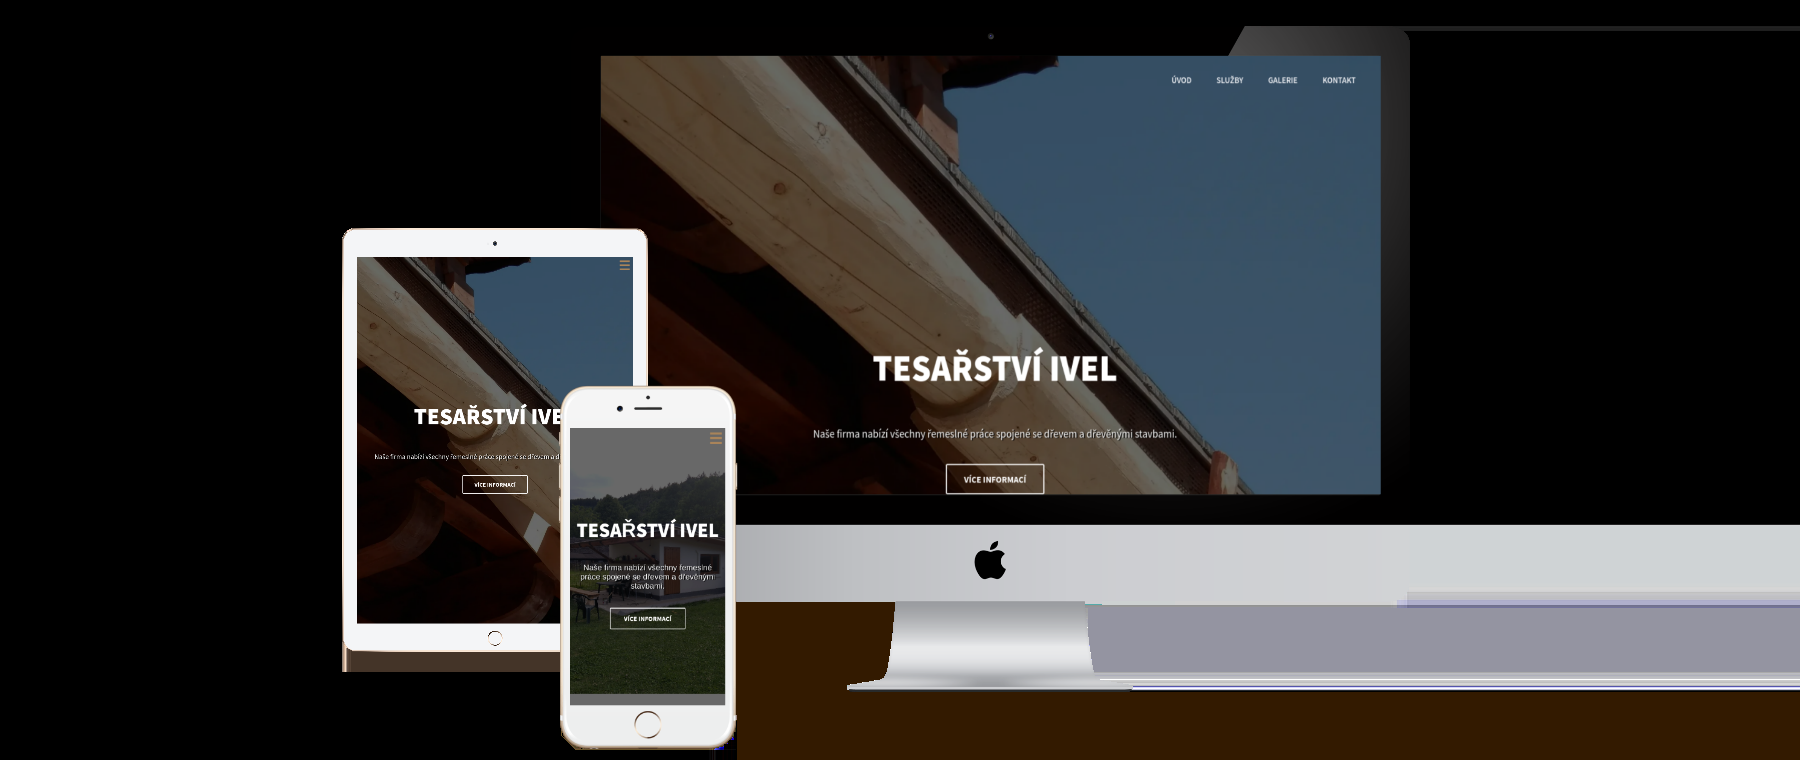 ÚVOD SLUŽBY GALERIE KONTAKT
TESAŘSTVÍ IVEL
Naše firma nabízí všechny řemeslné práce spojené se dřevem a dřevěnými stavbami.
VÍCE INFORMACÍ
TESAŘSTVÍ IVE
Naše firma nabízí všechny řemeslné práce spojené se dřevem a d
VÍCE INFORMACÍ
TESAŘSTVÍ IVEL
Naše firma nabízí všechny řemeslné
práce spojené se dřevem a dřevěným
stavbami.
VÍCE INFORMACÍ